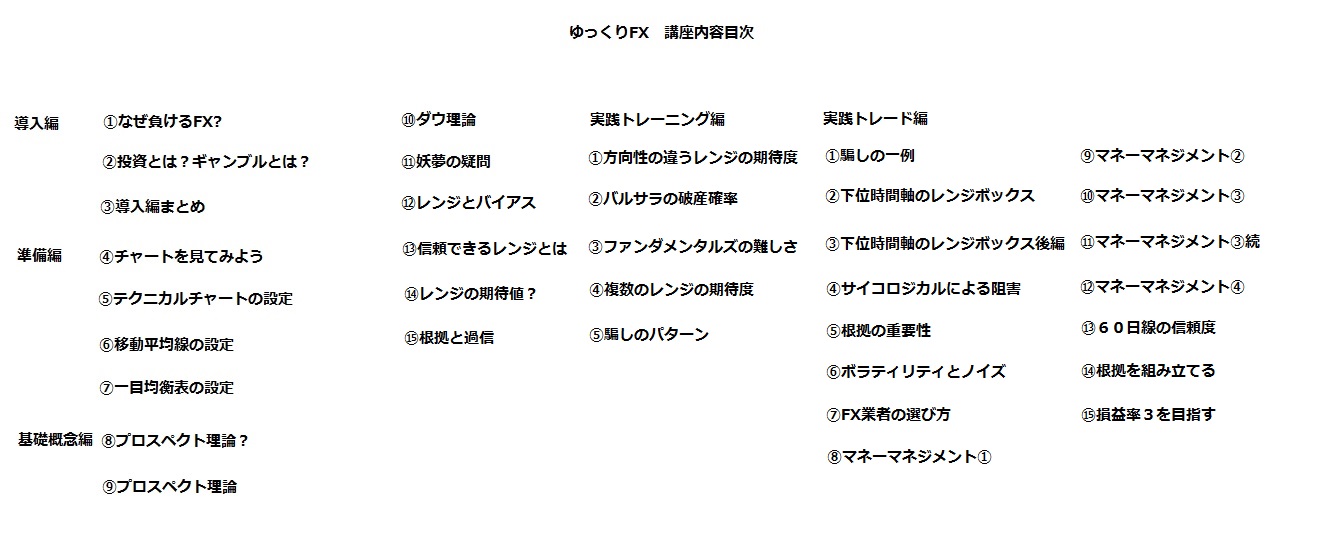 ゆっくりFX　講座内容目次
導入編
①なぜ負けるFX?
②投資とは？ギャンブルとは？
③導入編まとめ
準備編
④チャートを見てみよう
⑤テクニカルチャートの設定
⑥移動平均線の設定
⑦一目均衡表の設定
基礎概念編
⑧プロスペクト理論？
⑨プロスペクト理論
⑩ダウ理論
⑪妖夢の疑問
⑫レンジとバイアス
⑬信頼できるレンジとは
⑭レンジの期待値？
⑮根拠と過信
実践トレーニング編
①方向性の違うレンジの期待度
②バルサラの破産確率
③ファンダメンタルズの難しさ
④複数のレンジの期待度
⑤騙しのパターン
実践トレード編
①騙しの一例
②下位時間軸のレンジボックス
③下位時間軸のレンジボックス後編
④サイコロジカルによる阻害
⑤根拠の重要性
⑥ボラティリティとノイズ
⑦FX業者の選び方
⑧マネーマネジメント①
⑨マネーマネジメント②
⑩マネーマネジメント③
⑪マネーマネジメント③続
⑫マネーマネジメント④
⑬６０日線の信頼度
⑭根拠を組み立てる
⑮損益率３を目指す